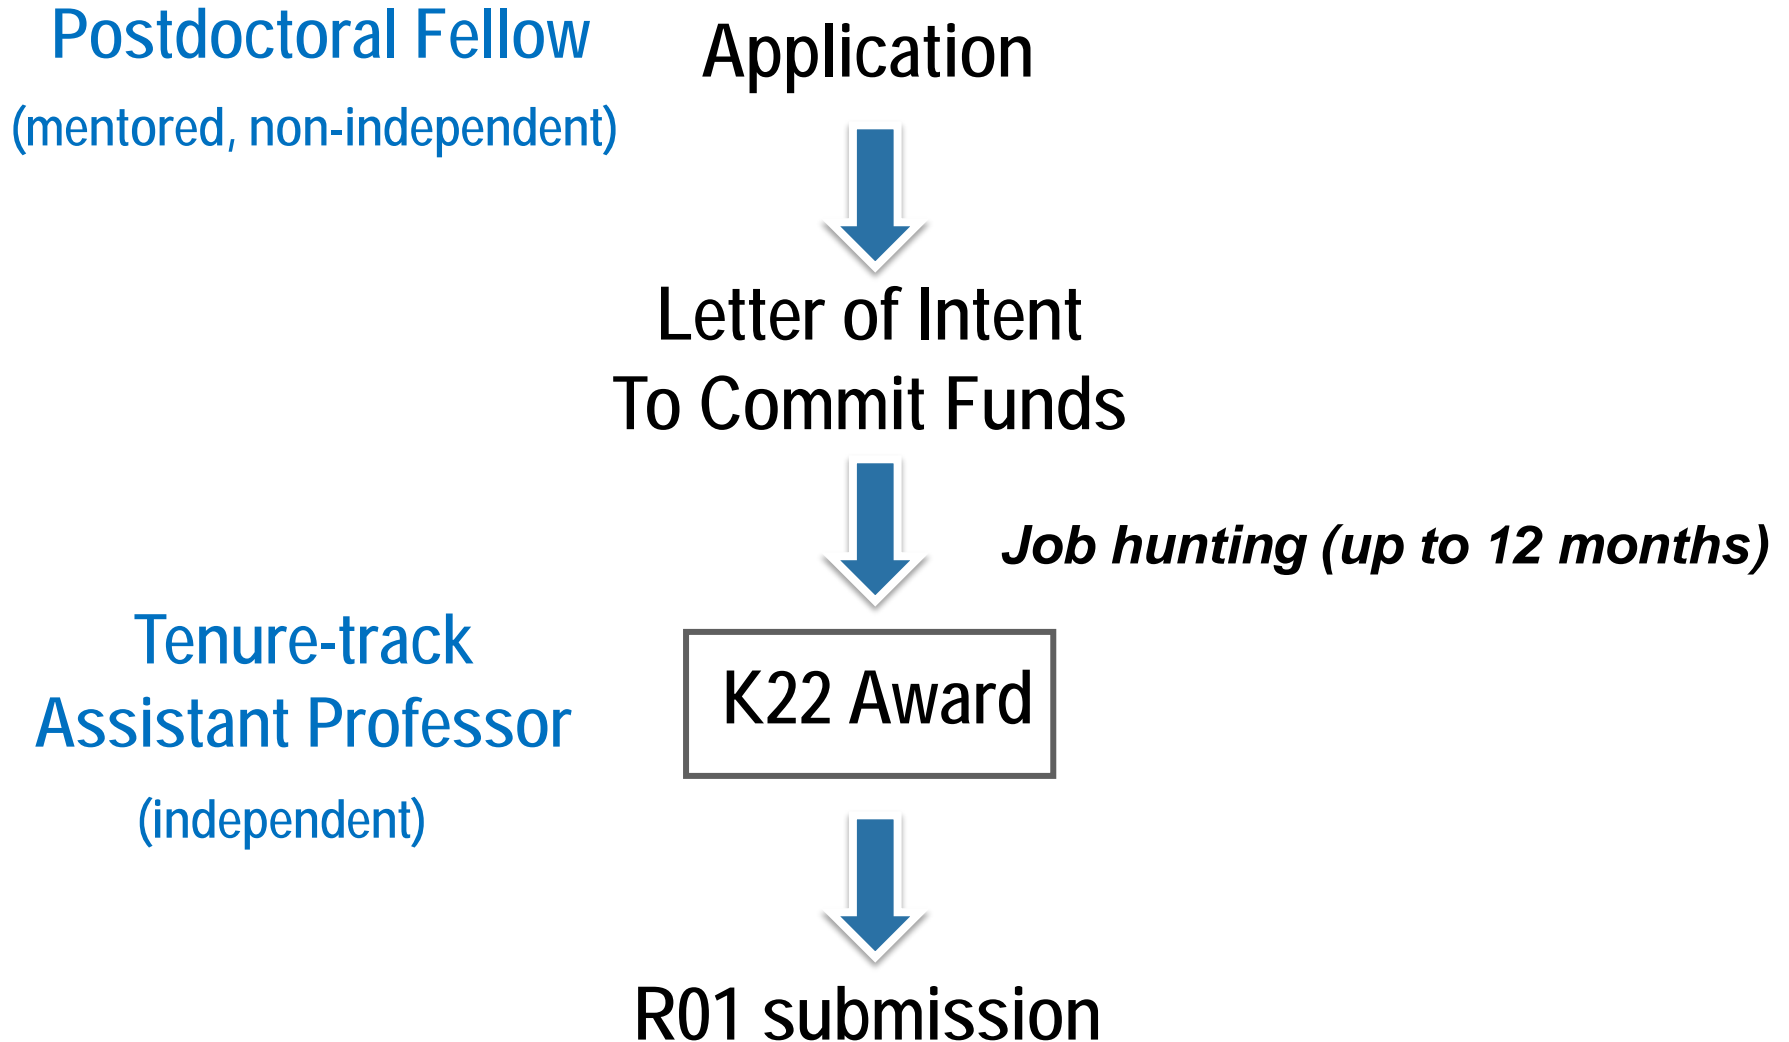 Postdoctoral Fellow
(mentored, non-independent)
Application
Letter of Intent
To Commit Funds
Job hunting (up to 12 months)
Tenure-track
Assistant Professor
(independent)
K22 Award
R01 submission